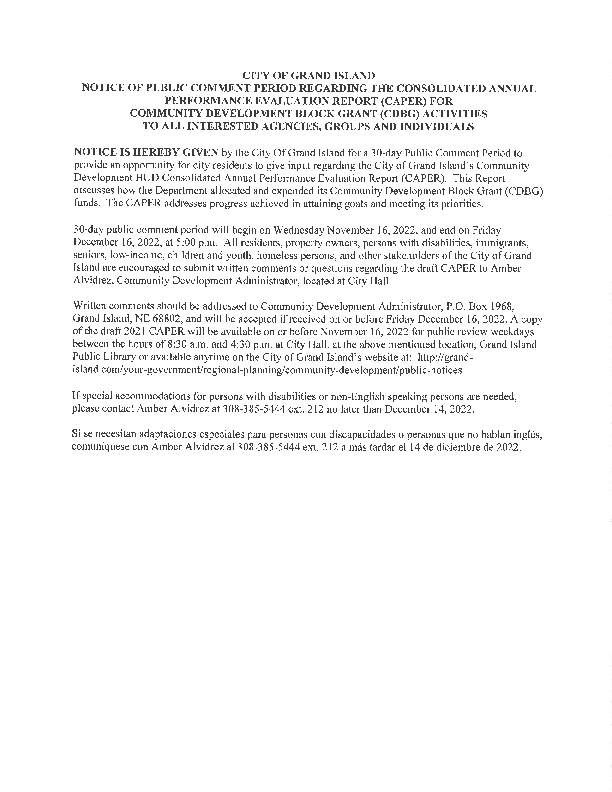 CITY OF GRAND ISLAND
NOTICE OF PUBLIC COMMENT PERIOD REGARDING THE CONSOLIDATED ANNUAL
PERFORMANCE EVALUATION REPORT (CAPER) FOR
COMMUNITY DEVELOPMENT BLOCK GRANT (CDBG) ACTIVITIES
TO ALL INTERESTED AGENCIES, GROUPS AND INDIVIDUALS
NOTICE IS HEREBY GIVEN by the City Of Grand Island for a 30-day Public Comment Period to
provide an opportunity for city residents to give input regarding the City of Grand Island's Community
Development HUD Consolidated Annual Performance Evaluation Report (CAPER). This Report
discusses how the Department allocated and expended its Community Development Block Grant (CDBG)
funds. The CAPER addresses progress achieved in attaining goals and meeting its priorities.
30-day public comment period will begin on Wednesday November 16, 2022, and end on Friday
December 16, 2022, at 5:00 p.m. All residents, property owners, persons with disabilities, immigrants,
seniors, low-income, children and youth, homeless persons, and other stakeholders of the City of Grand
Island are encouraged to submit written comments or questions regarding the draft CAPER to Amber
Alvidrez, Community Development Administrator, located at City Hall
Written comments should be addressed to Community Development Administrator, P.O. Box 1968,
Grand Island, NE 68802, and will be accepted if received on or before Friday December 16, 2022. A copy
of the draft 2021 CAPER will be available on or before November 16, 2022 for public review weekdays
between the hours of 8:30 a.m. and 4:30 p.m. at City Hall, at the above mentioned location, Grand Island
Public Library or available anytime on the City of Grand Island's website at: http://grand-
island.com/your-government/regional-planning/community-development/public-notices
If special accommodations for persons with disabilities or non-English speaking persons are needed,
please contact Amber Alvidrez at 308-385-5444 ext. 212 no later than December 14, 2022.
Si se necesitan adaptaciones especiales para personas con discapacidades o personas que no hablan inglés,
comuníquese con Amber Alvidrez al 308-385-5444 ext. 212 a más tardar el 14 de diciembre de 2022.